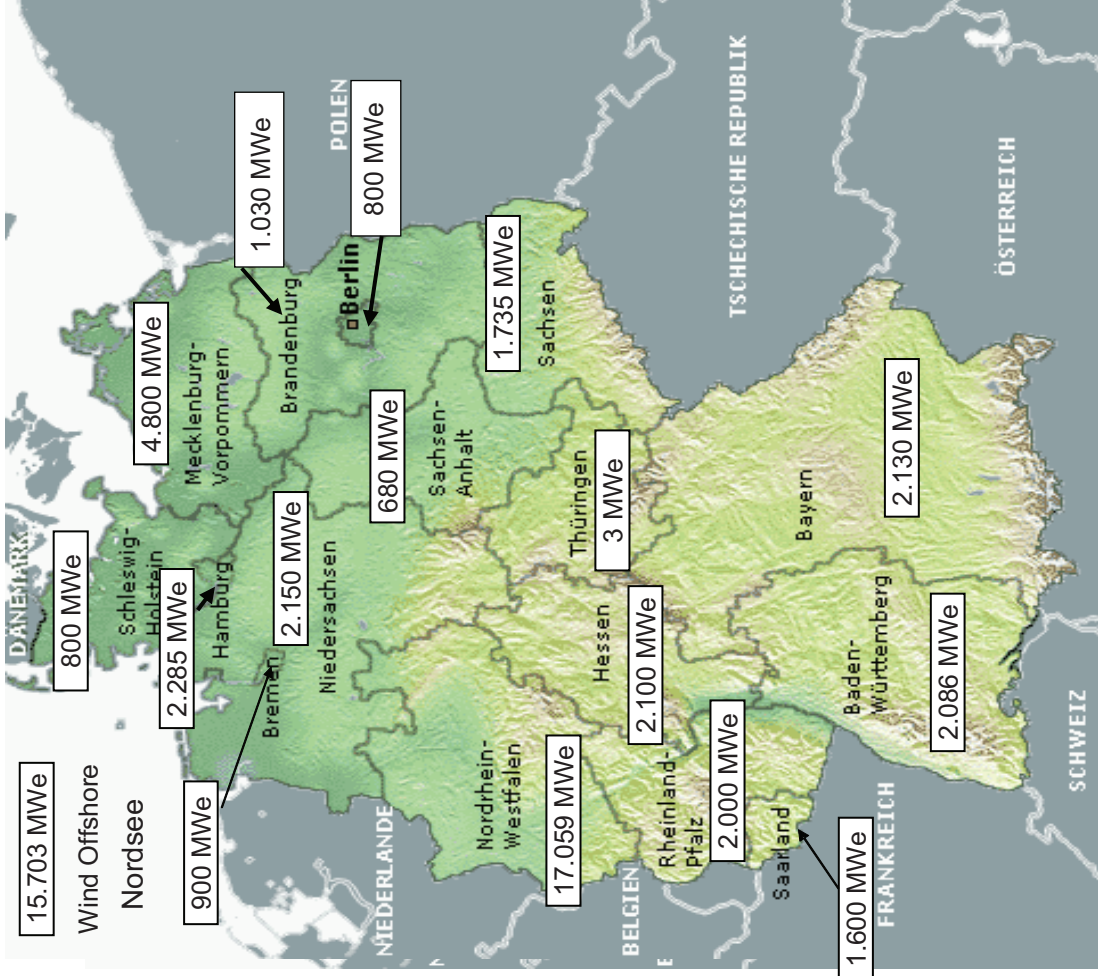 15.703 MWe
Wind Offshore
Nordsee
DÄNEMARK
800 MWe
Schleswig-
Holstein
2.285 MWe
Hamburg
4.800 MWe
Mecklenburg-
Vorpommern
900 MWe
Bremen
2.150 MWe
Niedersachsen
1.030 MWe
Brandenburg
POLEN
Berlin
800 MWe
680 MWe
Sachsen-
Anhalt
NIEDERLANDE
Nordrhein-
Westfalen
17.059 MWe
1.735 MWe
Sachsen
Thüringen
3 MWe
Hessen
2.100 MWe
BELGIEN
Rheinland-
Pfalz
2.000 MWe
Saarland
1.600 MWe
FRANKREICH
TSCHECHISCHE REPUBLIK
Bayern
2.130 MWe
Baden-
Württemberg
2.086 MWe
ÖSTERREICH
SCHWEIZ